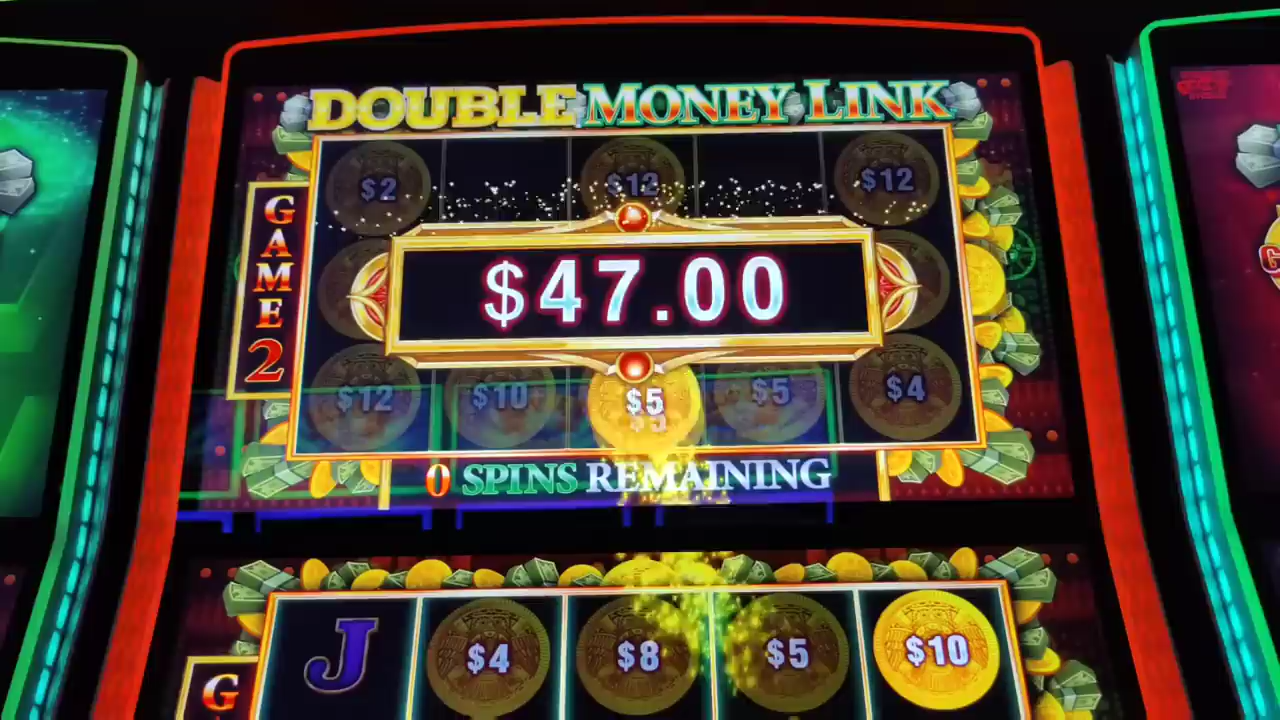 DOUBLE MONEY LINK
$2
$12
$12
GAME 2
$47.00
$12
$10
$5
$5
$4
0 SPINS REMAINING
J
$4
$8
$5
$10
G